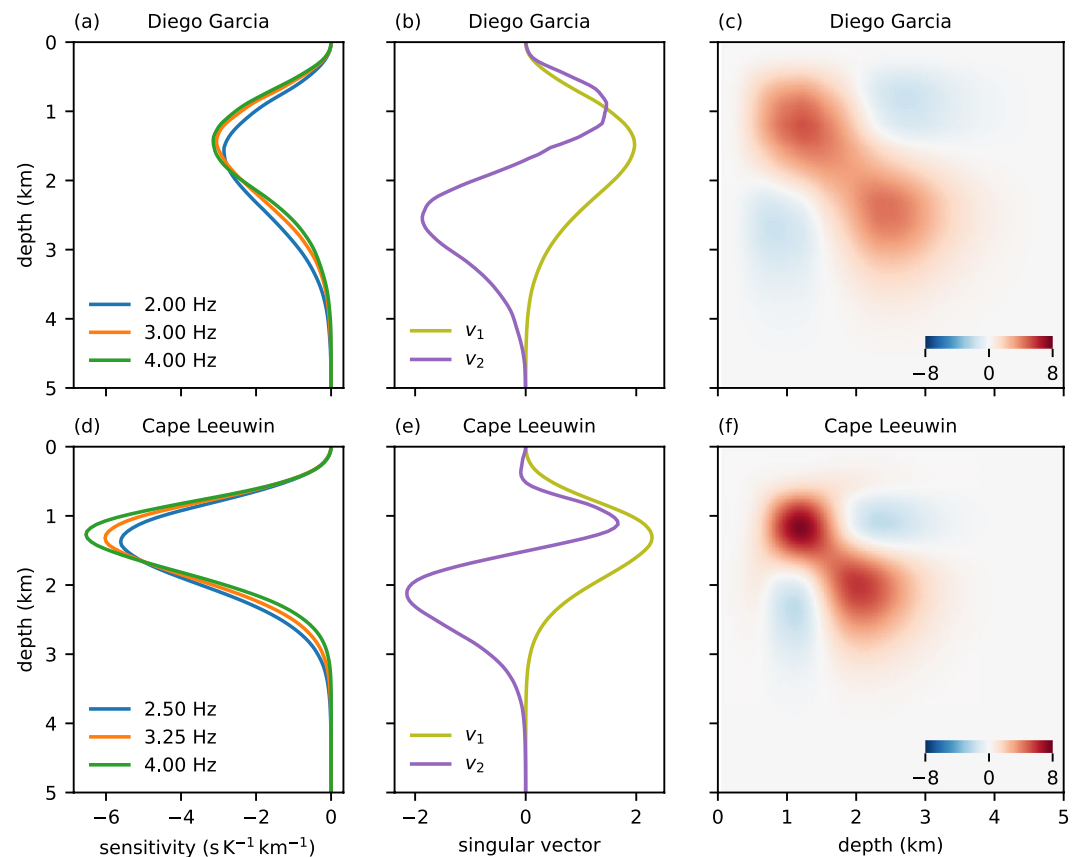 (a) Diego Garcia
(b) Diego Garcia
(c) Diego Garcia
0
1
2
3
4
5
depth (km)
2.00 Hz
3.00 Hz
4.00 Hz
v₁
v₂
−8 0 8
(d) Cape Leeuwin
(e) Cape Leeuwin
(f) Cape Leeuwin
0
1
2
3
4
5
depth (km)
2.50 Hz
3.25 Hz
4.00 Hz
v₁
v₂
−8 0 8
−6 −4 −2 0
−2 0 2
0 1 2 3 4 5
sensitivity (s K⁻¹ km⁻¹)
singular vector
depth (km)